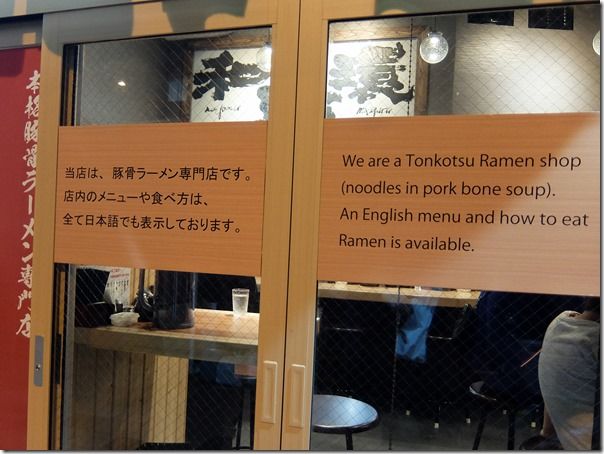 本格豚骨ラーメン専門店
当店は、豚骨ラーメン専門店です。
店内のメニューや食べ方は、
全て日本語でも表示しております。
We are a Tonkotsu Ramen shop
(noodles in pork bone soup).
An English menu and how to eat
Ramen is available.